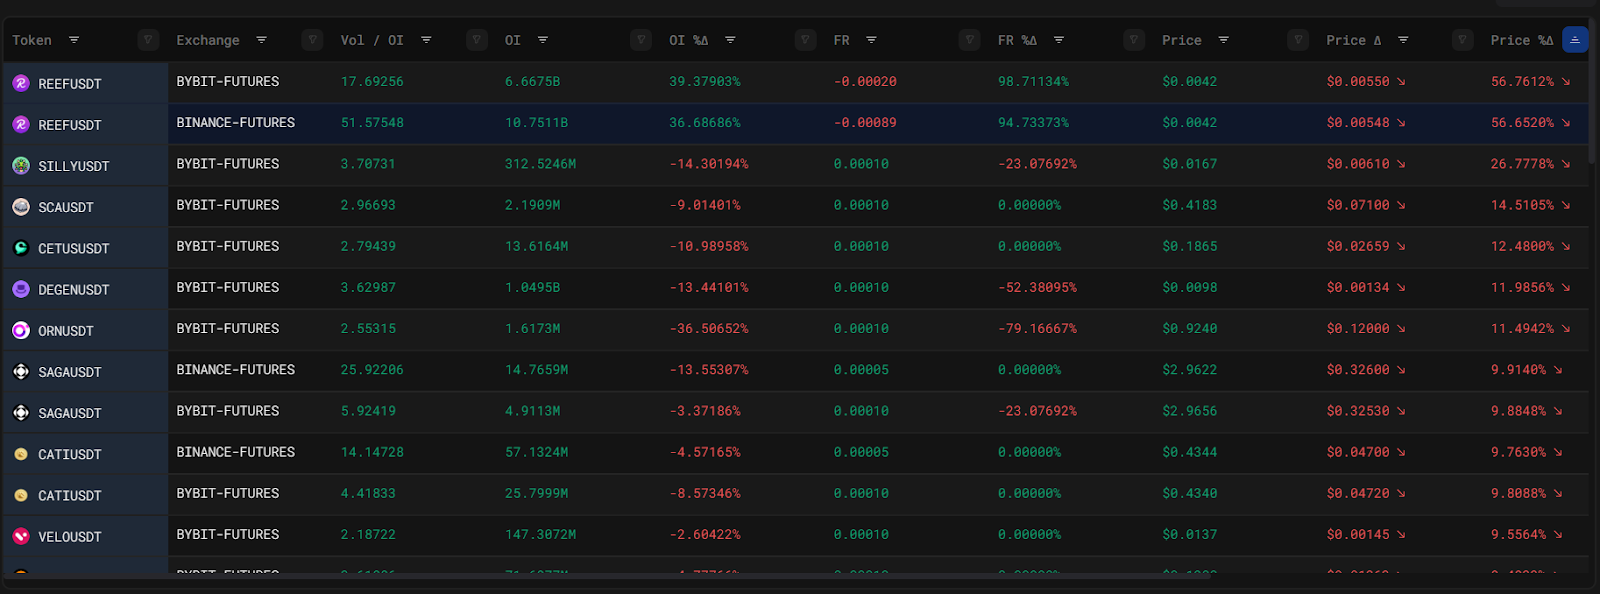 Token Exchange Vol / OI OI OI %Δ FR FR %Δ Price Price Δ Price %Δ
REEFUSDT BYBIT-FUTURES 17.69256 6.6675B 39.37903% -0.00020 98.71134% $0.0042 $0.00550 ↘ 56.7612% ↘
REEFUSDT BINANCE-FUTURES 51.57548 10.7511B 36.68686% -0.00089 94.73373% $0.0042 $0.00548 ↘ 56.6520% ↘
SILLYUSDT BYBIT-FUTURES 3.70731 312.5246M -14.30194% 0.00010 -23.07692% $0.0167 $0.00610 ↘ 26.7778% ↘
SCAUSDT BYBIT-FUTURES 2.96693 2.1909M -9.01401% 0.00010 0.00000% $0.4183 $0.07100 ↘ 14.5105% ↘
CETUSUSDT BYBIT-FUTURES 2.79439 13.6164M -10.98958% 0.00010 0.00000% $0.1865 $0.02659 ↘ 12.4800% ↘
DEGENUSDT BYBIT-FUTURES 3.62987 1.0495B -13.44101% 0.00010 -52.38095% $0.0098 $0.00134 ↘ 11.9856% ↘
ORNUSDT BYBIT-FUTURES 2.55315 1.6173M -36.50652% 0.00010 -79.16667% $0.9240 $0.12000 ↘ 11.4942% ↘
SAGAUSDT BINANCE-FUTURES 25.92206 14.7659M -13.55307% 0.00005 0.00000% $2.9622 $0.32600 ↘ 9.9140% ↘
SAGAUSDT BYBIT-FUTURES 5.92419 4.9113M -3.37186% 0.00010 -23.07692% $2.9656 $0.32530 ↘ 9.8848% ↘
CATIUSDT BINANCE-FUTURES 14.14728 57.1324M -4.57165% 0.00005 0.00000% $0.4344 $0.04700 ↘ 9.7630% ↘
CATIUSDT BYBIT-FUTURES 4.41833 25.7999M -8.57346% 0.00010 0.00000% $0.4340 $0.04720 ↘ 9.8088% ↘
VELOUSDT BYBIT-FUTURES 2.18722 147.3072M -2.60422% 0.00010 0.00000% $0.0137 $0.00145 ↘ 9.5564% ↘
BYBIT-FUTURES